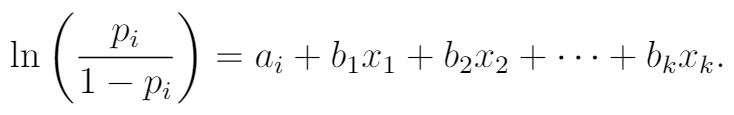 ln(p_i / (1 − p_i)) = a_i + b_1x_1 + b_2x_2 + ··· + b_kx_k.